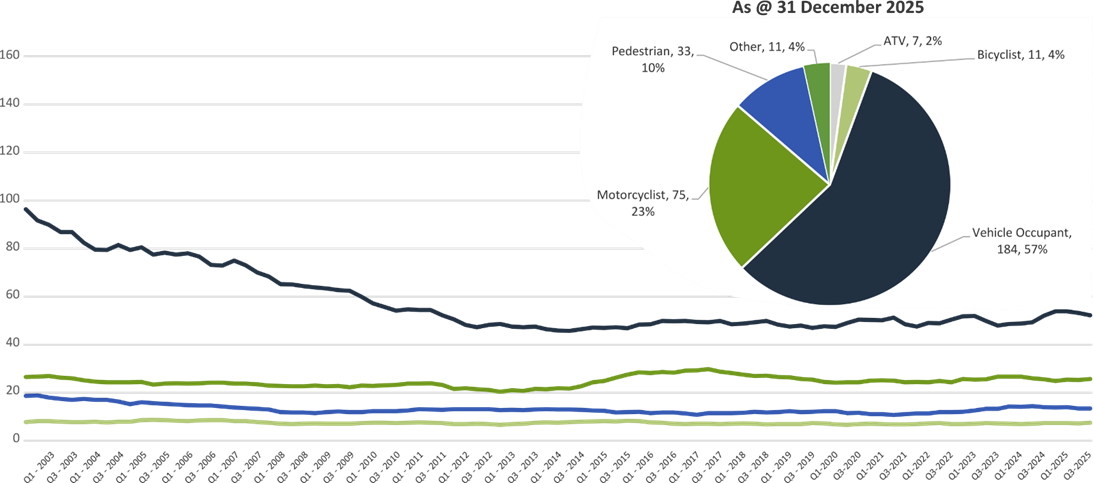 As @ 31 December 2025
160
140
120
100
80
60
40
20
0
Pedestrian, 33,
10%
Other, 11, 4%
ATV, 7, 2%
Bicyclist, 11, 4%
Motorcyclist, 75,
23%
Vehicle Occupant,
184, 57%
Q1 - 2003
Q3 - 2003
Q1 - 2004
Q3 - 2004
Q1 - 2005
Q3 - 2005
Q1 - 2006
Q3 - 2006
Q1 - 2007
Q3 - 2007
Q1 - 2008
Q3 - 2008
Q1 - 2009
Q3 - 2009
Q1 - 2010
Q3 - 2010
Q1 - 2011
Q3 - 2011
Q1 - 2012
Q3 - 2012
Q1 - 2013
Q3 - 2013
Q1 - 2014
Q3 - 2014
Q1 - 2015
Q3 - 2015
Q1 - 2016
Q3 - 2016
Q1 - 2017
Q3 - 2017
Q1 - 2018
Q3 - 2018
Q1 - 2019
Q3 - 2019
Q1-2020
Q3-2020
Q1-2021
Q3-2021
Q1-2022
Q3-2022
Q1-2023
Q3-2023
Q1-2024
Q3-2024
Q1-2025
Q3-2025